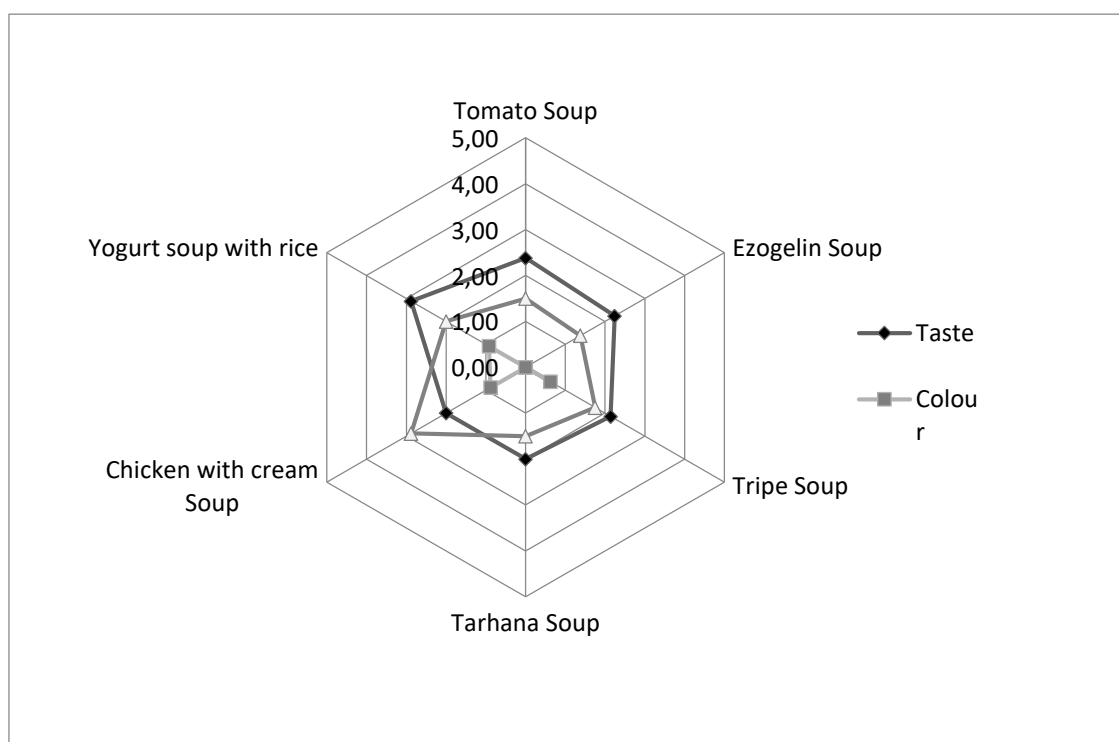 Tomato Soup
5,00
4,00
3,00
2,00
1,00
0,00
Ezogelin Soup
Tripe Soup
Tarhana Soup
Chicken with cream
Soup
Yogurt soup with rice
Taste
Colou
r